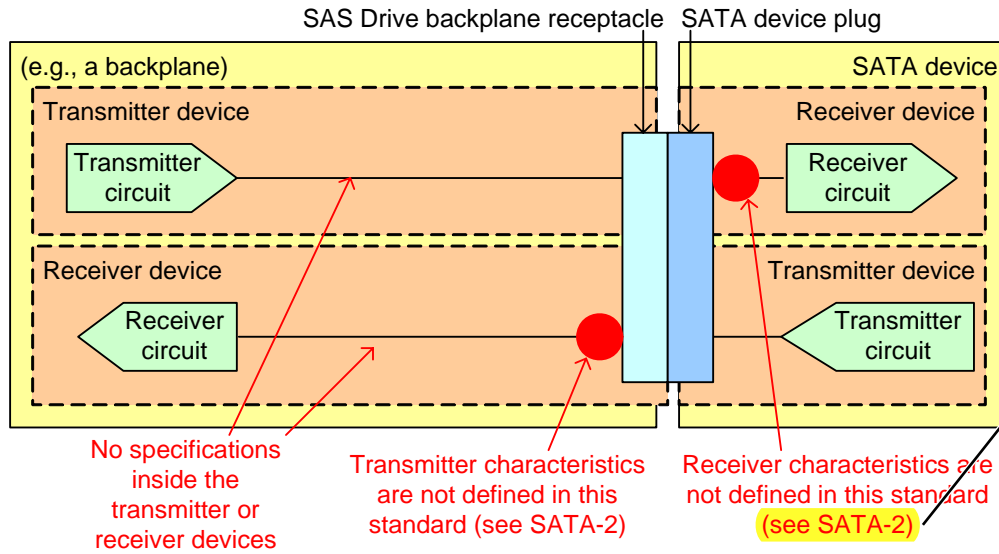 SAS Drive backplane receptacle
SATA device plug
(e.g., a backplane)
SATA device
Transmitter device
Receiver device
Transmitter
circuit
Receiver
circuit
Receiver device
Transmitter device
Receiver
circuit
Transmitter
circuit
No specifications
inside the
transmitter or
receiver devices
Transmitter characteristics
are not defined in this
standard (see SATA-2)
Receiver characteristics are
not defined in this standard
(see SATA-2)